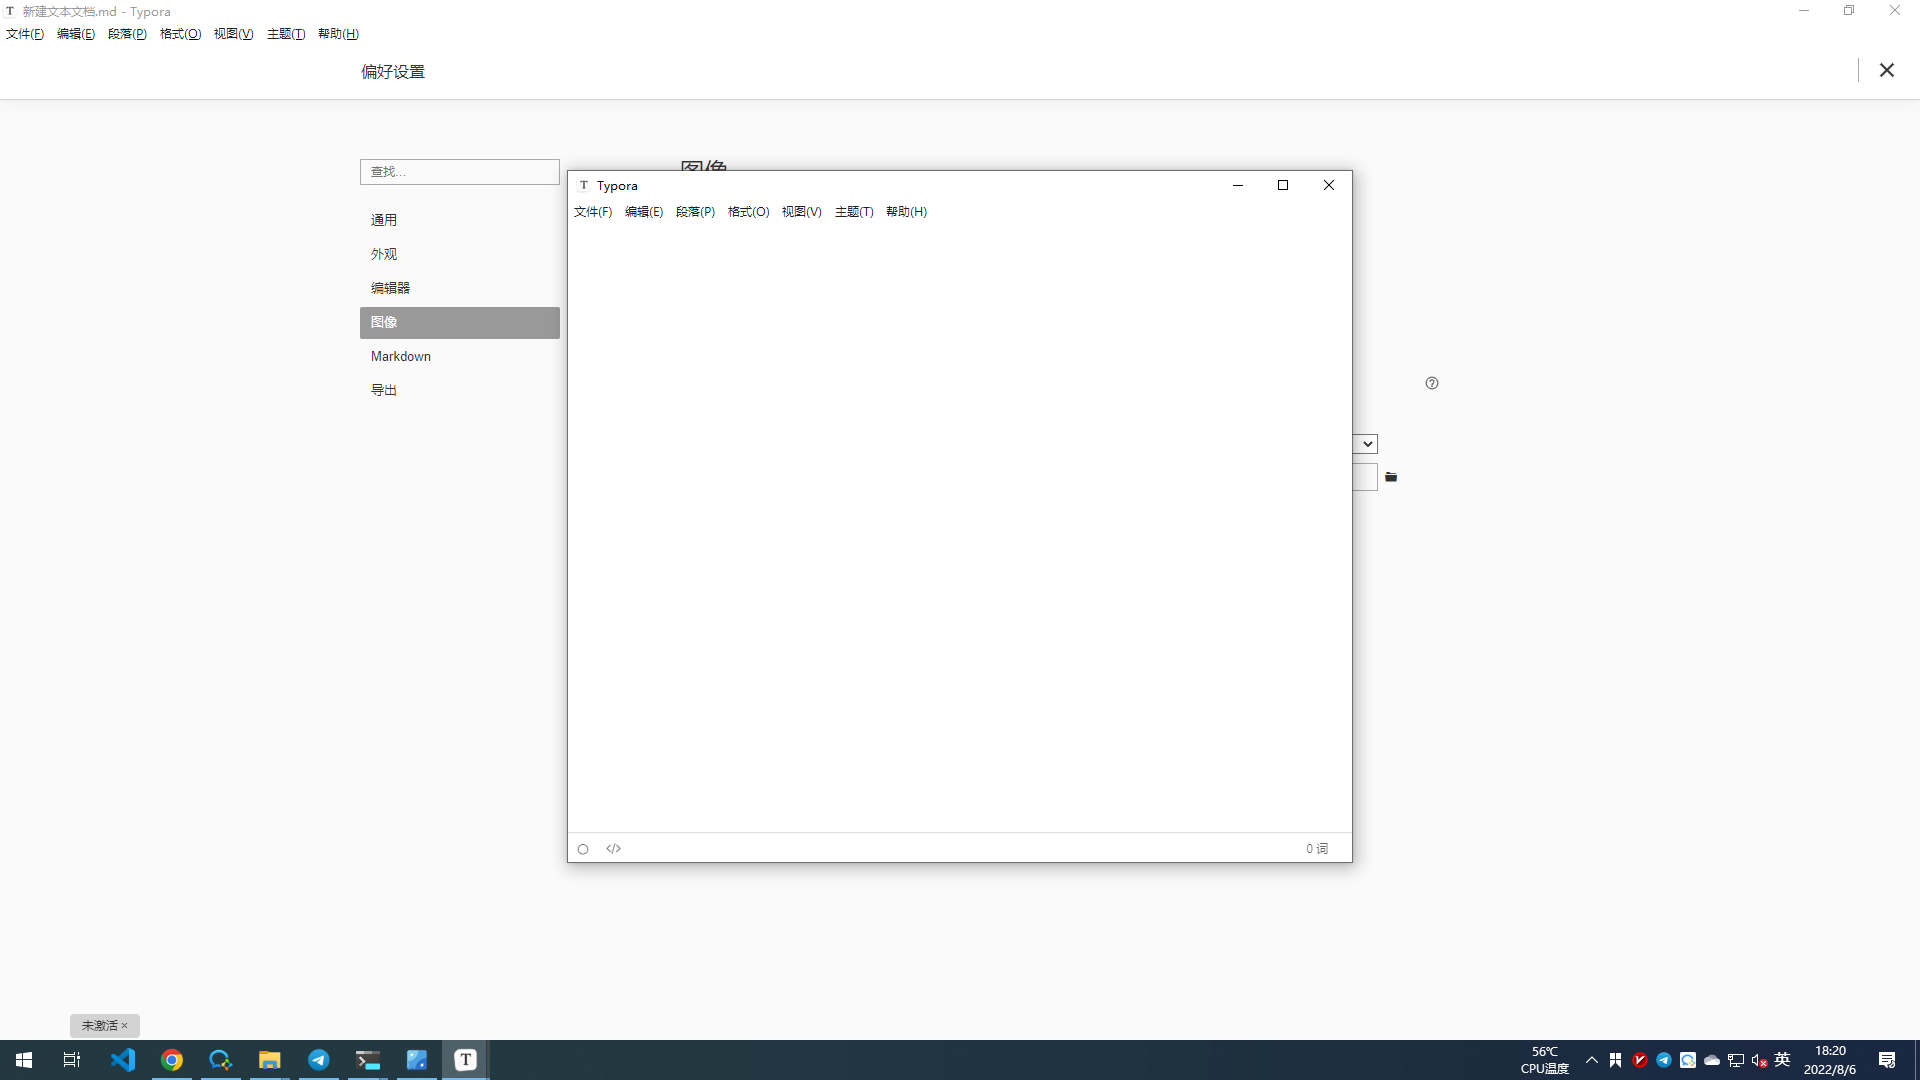 新建文本文档.md - Typora
文件(F) 编辑(E) 段落(P) 格式(O) 视图(V) 主题(T) 帮助(H)
偏好设置
查找...
图像
通用
外观
编辑器
图像
Markdown
导出
T Typora
文件(F) 编辑(E) 段落(P) 格式(O) 视图(V) 主题(T) 帮助(H)
</> 0 词
未激活 ×
56℃
CPU温度
英
18:20
2022/8/6